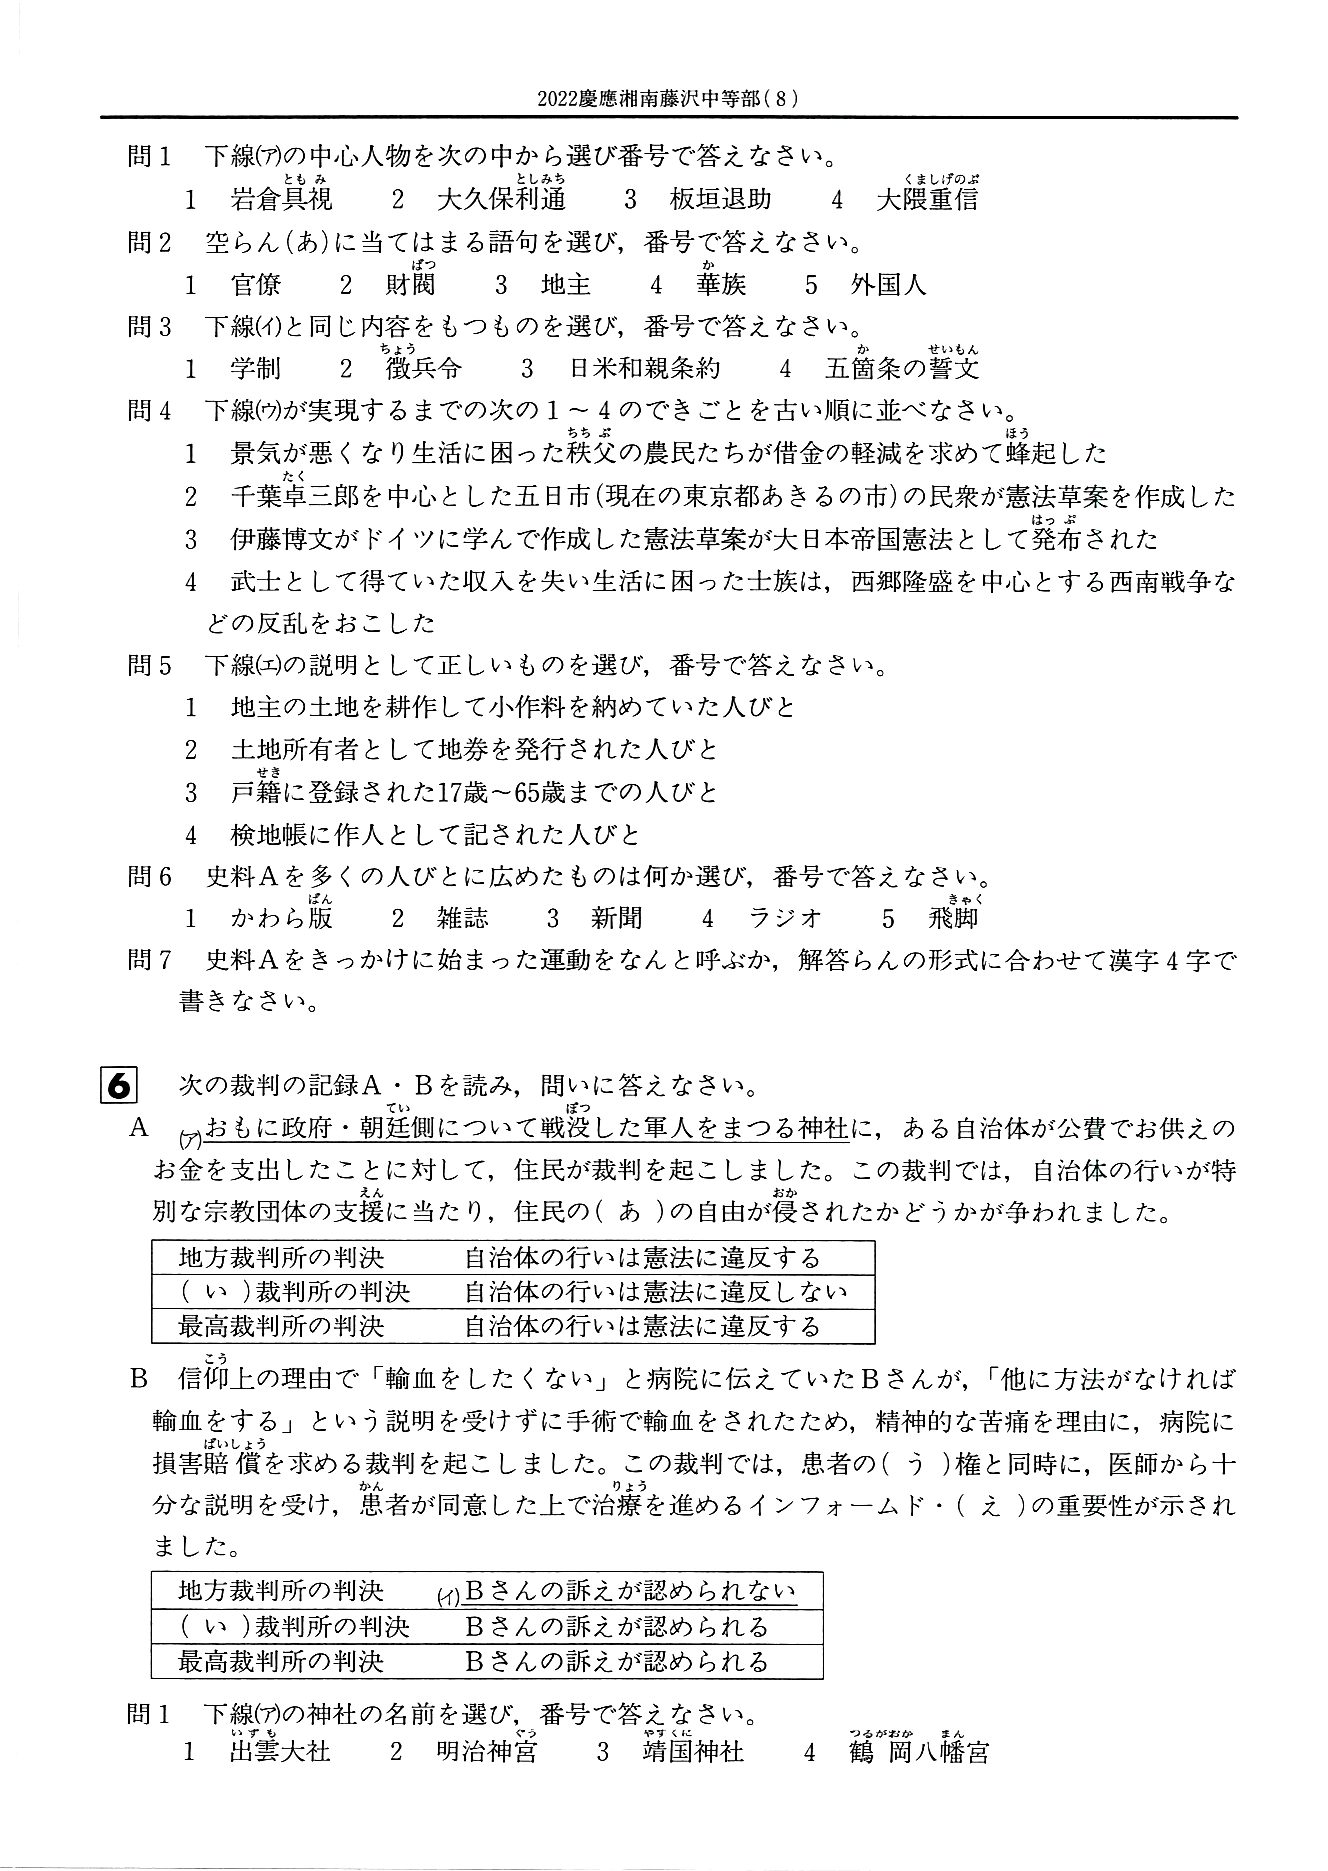 2022慶應湘南藤沢中等部(8)
問1 下線(ア)の中心人物を次の中から選び番号で答えなさい。
1 岩倉具視 2 大久保利通 3 板垣退助 4 大隈重信
問2 空らん(あ)に当てはまる語句を選び，番号で答えなさい。
1 官僚 2 財閥 3 地主 4 華族 5 外国人
問3 下線(イ)と同じ内容をもつものを選び，番号で答えなさい。
1 学制 2 徴兵令 3 日米和親条約 4 五箇条の誓文
問4 下線(ウ)が実現するまでの次の1～4のできごとを古い順に並べなさい。
1 景気が悪くなり生活に困った秩父の農民たちが借金の軽減を求めて蜂起した
2 千葉卓三郎を中心とした五日市(現在の東京都あきるの市)の民衆が憲法草案を作成した
3 伊藤博文がドイツに学んで作成した憲法草案が大日本帝国憲法として発布された
4 武士として得ていた収入を失い生活に困った士族は，西郷隆盛を中心とする西南戦争な
どの反乱をおこした
問5 下線(エ)の説明として正しいものを選び，番号で答えなさい。
1 地主の土地を耕作して小作料を納めていた人びと
2 土地所有者として地券を発行された人びと
3 戸籍に登録された17歳～65歳までの人びと
4 検地帳に作人として記された人びと
問6 史料Aを多くの人びとに広めたものは何か選び，番号で答えなさい。
1 かわら版 2 雑誌 3 新聞 4 ラジオ 5 飛脚
問7 史料Aをきっかけに始まった運動をなんと呼ぶか，解答らんの形式に合わせて漢字4字で
書きなさい。
6 次の裁判の記録A・Bを読み，問いに答えなさい。
A (ア)おもに政府・朝廷側について戦没した軍人をまつる神社に，ある自治体が公費でお供えの
お金を支出したことに対して，住民が裁判を起こしました。この裁判では，自治体の行いが特
別な宗教団体の支援に当たり，住民の( あ )の自由が侵されたかどうかが争われました。
地方裁判所の判決 自治体の行いは憲法に違反する
( い )裁判所の判決 自治体の行いは憲法に違反しない
最高裁判所の判決 自治体の行いは憲法に違反する
B 信仰上の理由で「輸血をしたくない」と病院に伝えていたBさんが，「他に方法がなければ
輸血をする」という説明を受けずに手術で輸血をされたため，精神的な苦痛を理由に，病院に
損害賠償を求める裁判を起こしました。この裁判では，患者の( う )権と同時に，医師から十
分な説明を受け，患者が同意した上で治療を進めるインフォームド・( え )の重要性が示され
ました。
地方裁判所の判決 (イ)Bさんの訴えが認められない
( い )裁判所の判決 Bさんの訴えが認められる
最高裁判所の判決 Bさんの訴えが認められる
問1 下線(ア)の神社の名前を選び，番号で答えなさい。
1 出雲大社 2 明治神宮 3 靖国神社 4 鶴岡八幡宮